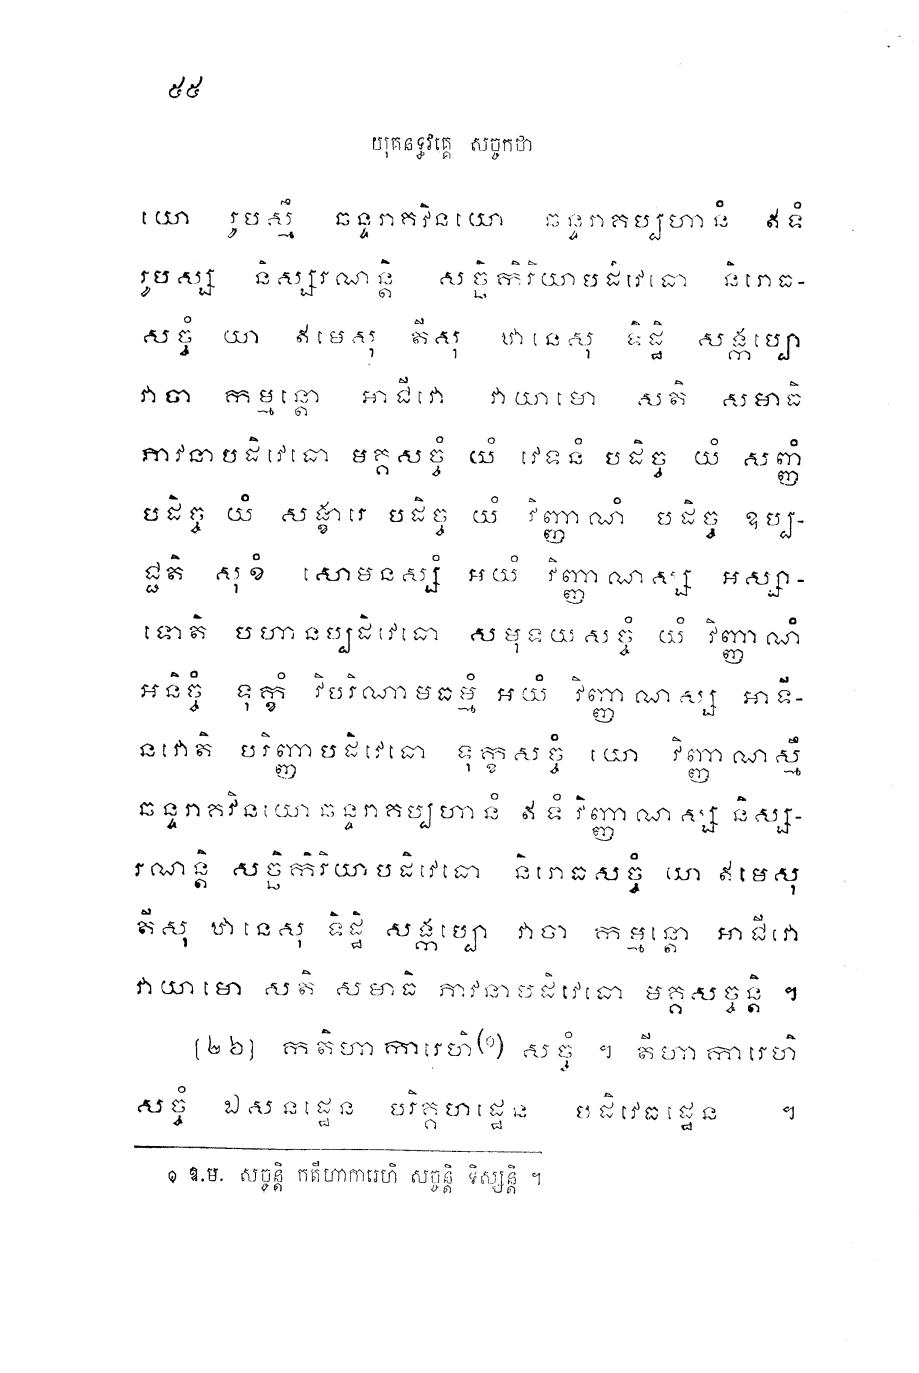 ៥៥
យុគនទ្ធវគ្គេ សច្ចកថា
យោ រូបស្មឹ ឆន្ទរាគវិនយោ ឆន្ទរាគប្បហានំ ឥទំ
រូបស្ស និស្សរណន្តិ សច្ឆិកិរិយាបដិវេធោ និរោធ-
សច្ចំ យា ឥមេសុ តីសុ ឋានេសុ ទិដ្ឋិ សង្កប្បោ
វាចា កម្មន្តោ អាជីវោ វាយាមោ សតិ សមាធិ
ភាវនាបដិវេធោ មគ្គសច្ចំ យំ វេទនំ បដិច្ច យំ សញ្ញំ
បដិច្ច យំ សង្ខារេ បដិច្ច យំ វិញ្ញាណំ បដិច្ច ឧប្ប-
ជ្ជតិ សុខំ សោមនស្សំ អយំ វិញ្ញាណស្ស អស្សា-
ទោតិ បហានប្បដិវេធោ សមុទយសច្ចំ យំ វិញ្ញាណំ
អនិច្ចំ ទុក្ខំ វិបរិណាមធម្មំ អយំ វិញ្ញាណស្ស អាទី-
នវោតិ បរិញ្ញាបដិវេធោ ទុក្ខសច្ចំ យោ វិញ្ញាណស្មឹ
ឆន្ទរាគវិនយោ ឆន្ទរាគប្បហានំ ឥទំ វិញ្ញាណស្ស និស្ស-
រណន្តិ សច្ឆិកិរិយាបដិវេធោ និរោធសច្ចំ យា ឥមេសុ
តីសុ ឋានេសុ ទិដ្ឋិ សង្កប្បោ វាចា កម្មន្តោ អាជីវោ
វាយាមោ សតិ សមាធិ ភាវនាបដិវេធោ មគ្គសច្ចន្តិ ។
[២៦] កតិហាការេហិ(១) សច្ចំ ។ តីហាការេហិ
សច្ចំ ឯសនដ្ឋេន បរិគ្គហដ្ឋេន បដិវេធដ្ឋេន ។
១ ឧ.ម. សច្ចន្តិ កតីហាការេហិ សច្ចន្តិ ទិស្សន្តិ ។